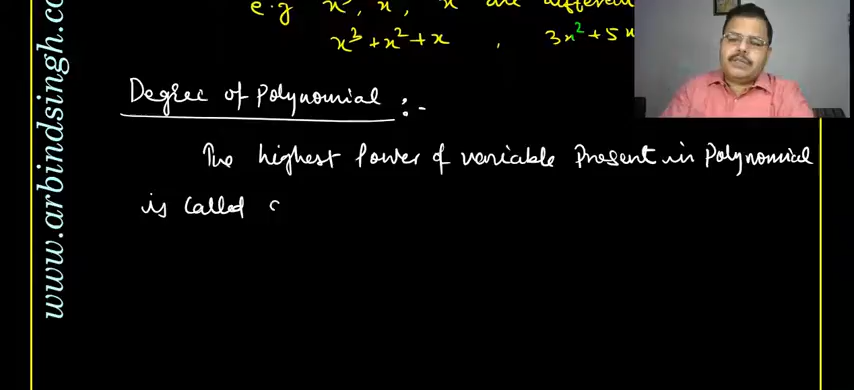 e.g x³, x, x are different
x³+x²+x , 3x²+5x
Degree of Polynomial :-
The highest Power of variable Present in Polynomial
is called
www.arbindsingh.co